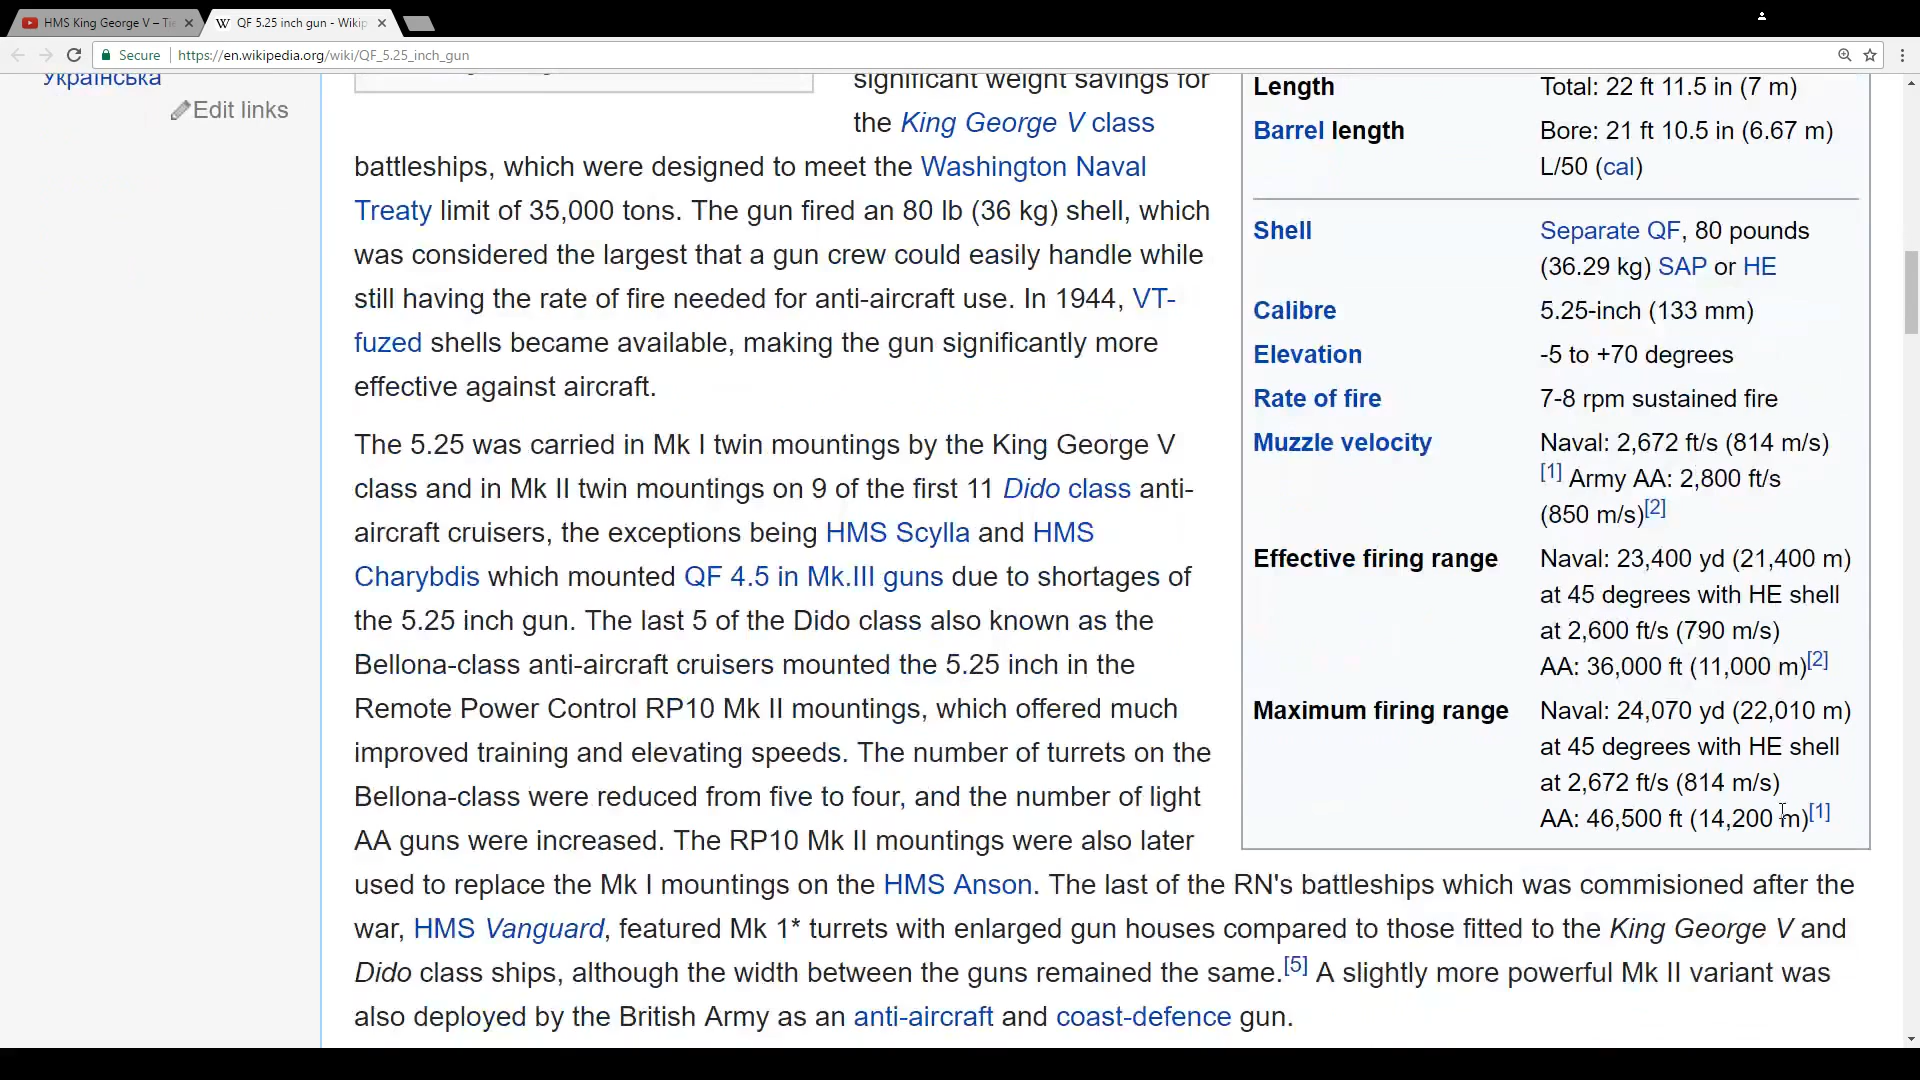 HMS King George V – Tie
QF 5.25 inch gun - Wikip
Secure
https://en.wikipedia.org/wiki/QF_5.25_inch_gun
Українська
Edit links
significant weight savings for
the King George V class
battleships, which were designed to meet the Washington Naval
Treaty limit of 35,000 tons. The gun fired an 80 lb (36 kg) shell, which
was considered the largest that a gun crew could easily handle while
still having the rate of fire needed for anti-aircraft use. In 1944, VT-
fuzed shells became available, making the gun significantly more
effective against aircraft.
The 5.25 was carried in Mk I twin mountings by the King George V
class and in Mk II twin mountings on 9 of the first 11 Dido class anti-
aircraft cruisers, the exceptions being HMS Scylla and HMS
Charybdis which mounted QF 4.5 in Mk.III guns due to shortages of
the 5.25 inch gun. The last 5 of the Dido class also known as the
Bellona-class anti-aircraft cruisers mounted the 5.25 inch in the
Remote Power Control RP10 Mk II mountings, which offered much
improved training and elevating speeds. The number of turrets on the
Bellona-class were reduced from five to four, and the number of light
AA guns were increased. The RP10 Mk II mountings were also later
used to replace the Mk I mountings on the HMS Anson. The last of the RN's battleships which was commisioned after the
war, HMS Vanguard, featured Mk 1* turrets with enlarged gun houses compared to those fitted to the King George V and
Dido class ships, although the width between the guns remained the same.[5] A slightly more powerful Mk II variant was
also deployed by the British Army as an anti-aircraft and coast-defence gun.
Length Total: 22 ft 11.5 in (7 m)
Barrel length Bore: 21 ft 10.5 in (6.67 m)
L/50 (cal)
Shell Separate QF, 80 pounds
(36.29 kg) SAP or HE
Calibre 5.25-inch (133 mm)
Elevation -5 to +70 degrees
Rate of fire 7-8 rpm sustained fire
Muzzle velocity Naval: 2,672 ft/s (814 m/s)
[1] Army AA: 2,800 ft/s
(850 m/s)[2]
Effective firing range Naval: 23,400 yd (21,400 m)
at 45 degrees with HE shell
at 2,600 ft/s (790 m/s)
AA: 36,000 ft (11,000 m)[2]
Maximum firing range Naval: 24,070 yd (22,010 m)
at 45 degrees with HE shell
at 2,672 ft/s (814 m/s)
AA: 46,500 ft (14,200 m)[1]